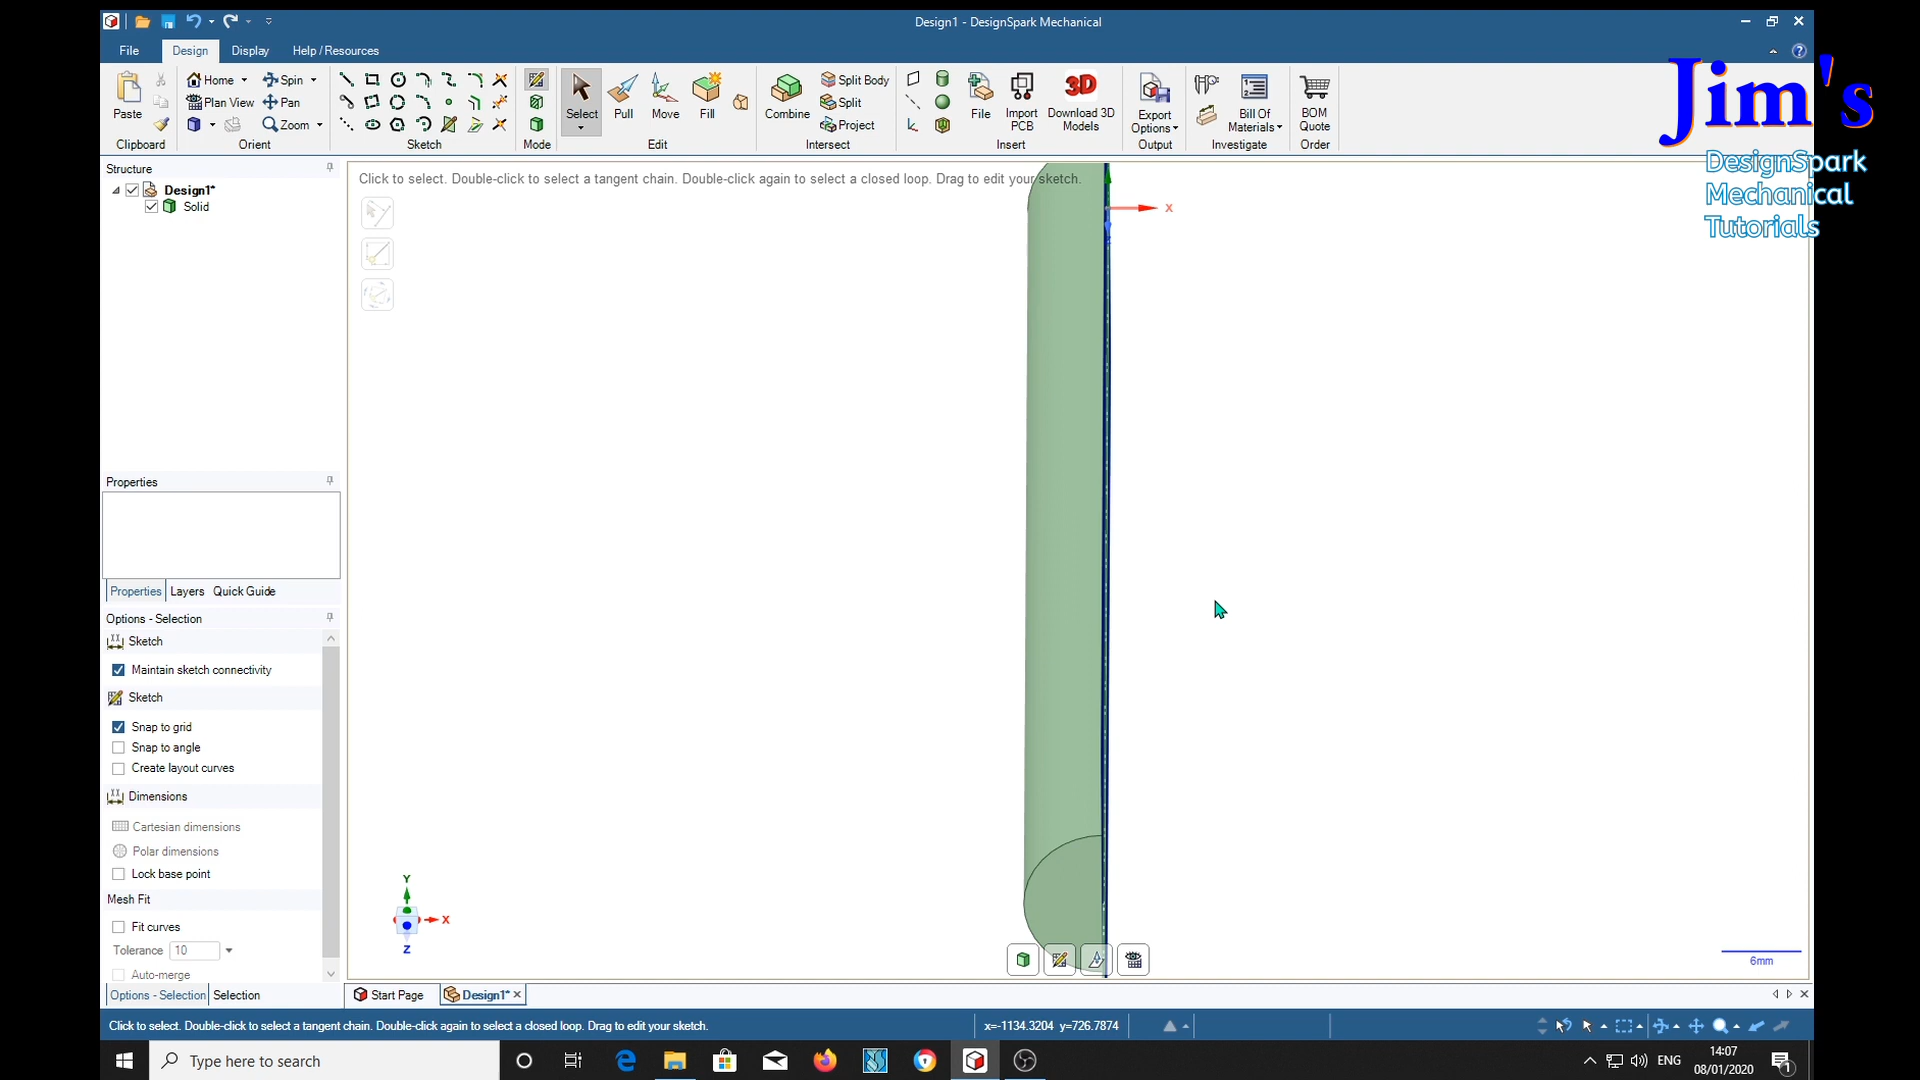 Design1 - DesignSpark Mechanical
File Design Display Help / Resources
Paste
Home Spin
Plan View Pan
Zoom
Select Pull Move Fill
Combine
Split Body
Split
Project
File
Import PCB
Download 3D Models
Export Options
Bill Of Materials
BOM Quote
Clipboard Orient Sketch Mode Edit Intersect Insert Output Investigate Order
Jim's
DesignSpark
Mechanical
Tutorials
Structure
Design1*
Solid
Click to select. Double-click to select a tangent chain. Double-click again to select a closed loop. Drag to edit your sketch.
X
Properties
Properties Layers Quick Guide
Options - Selection
Sketch
Maintain sketch connectivity
Sketch
Snap to grid
Snap to angle
Create layout curves
Dimensions
Cartesian dimensions
Polar dimensions
Lock base point
Mesh Fit
Fit curves
Tolerance 10
Auto-merge
Options - Selection Selection
Y
X
Z
6mm
Start Page Design1*
Click to select. Double-click to select a tangent chain. Double-click again to select a closed loop. Drag to edit your sketch.
x=-1134.3204 y=726.7874
Type here to search
ENG
14:07
08/01/2020
1